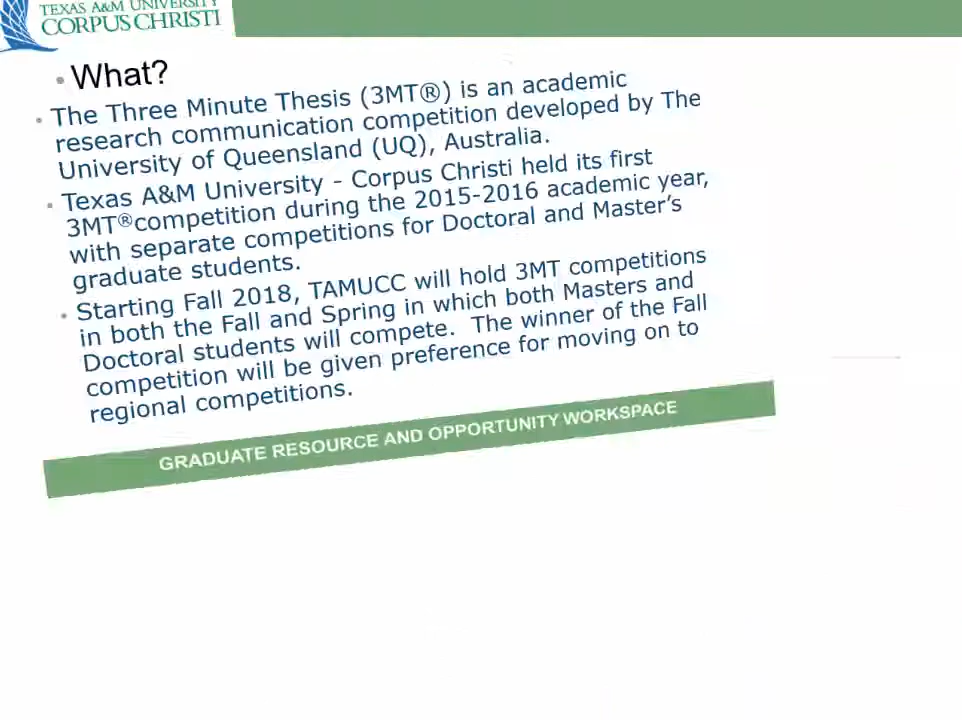 TEXAS A&M UNIVERSITY
CORPUS CHRISTI
• What?
• The Three Minute Thesis (3MT®) is an academic
research communication competition developed by The
University of Queensland (UQ), Australia.
• Texas A&M University - Corpus Christi held its first
3MT®competition during the 2015-2016 academic year,
with separate competitions for Doctoral and Master’s
graduate students.
• Starting Fall 2018, TAMUCC will hold 3MT competitions
in both the Fall and Spring in which both Masters and
Doctoral students will compete.  The winner of the Fall
competition will be given preference for moving on to
regional competitions.
GRADUATE RESOURCE AND OPPORTUNITY WORKSPACE